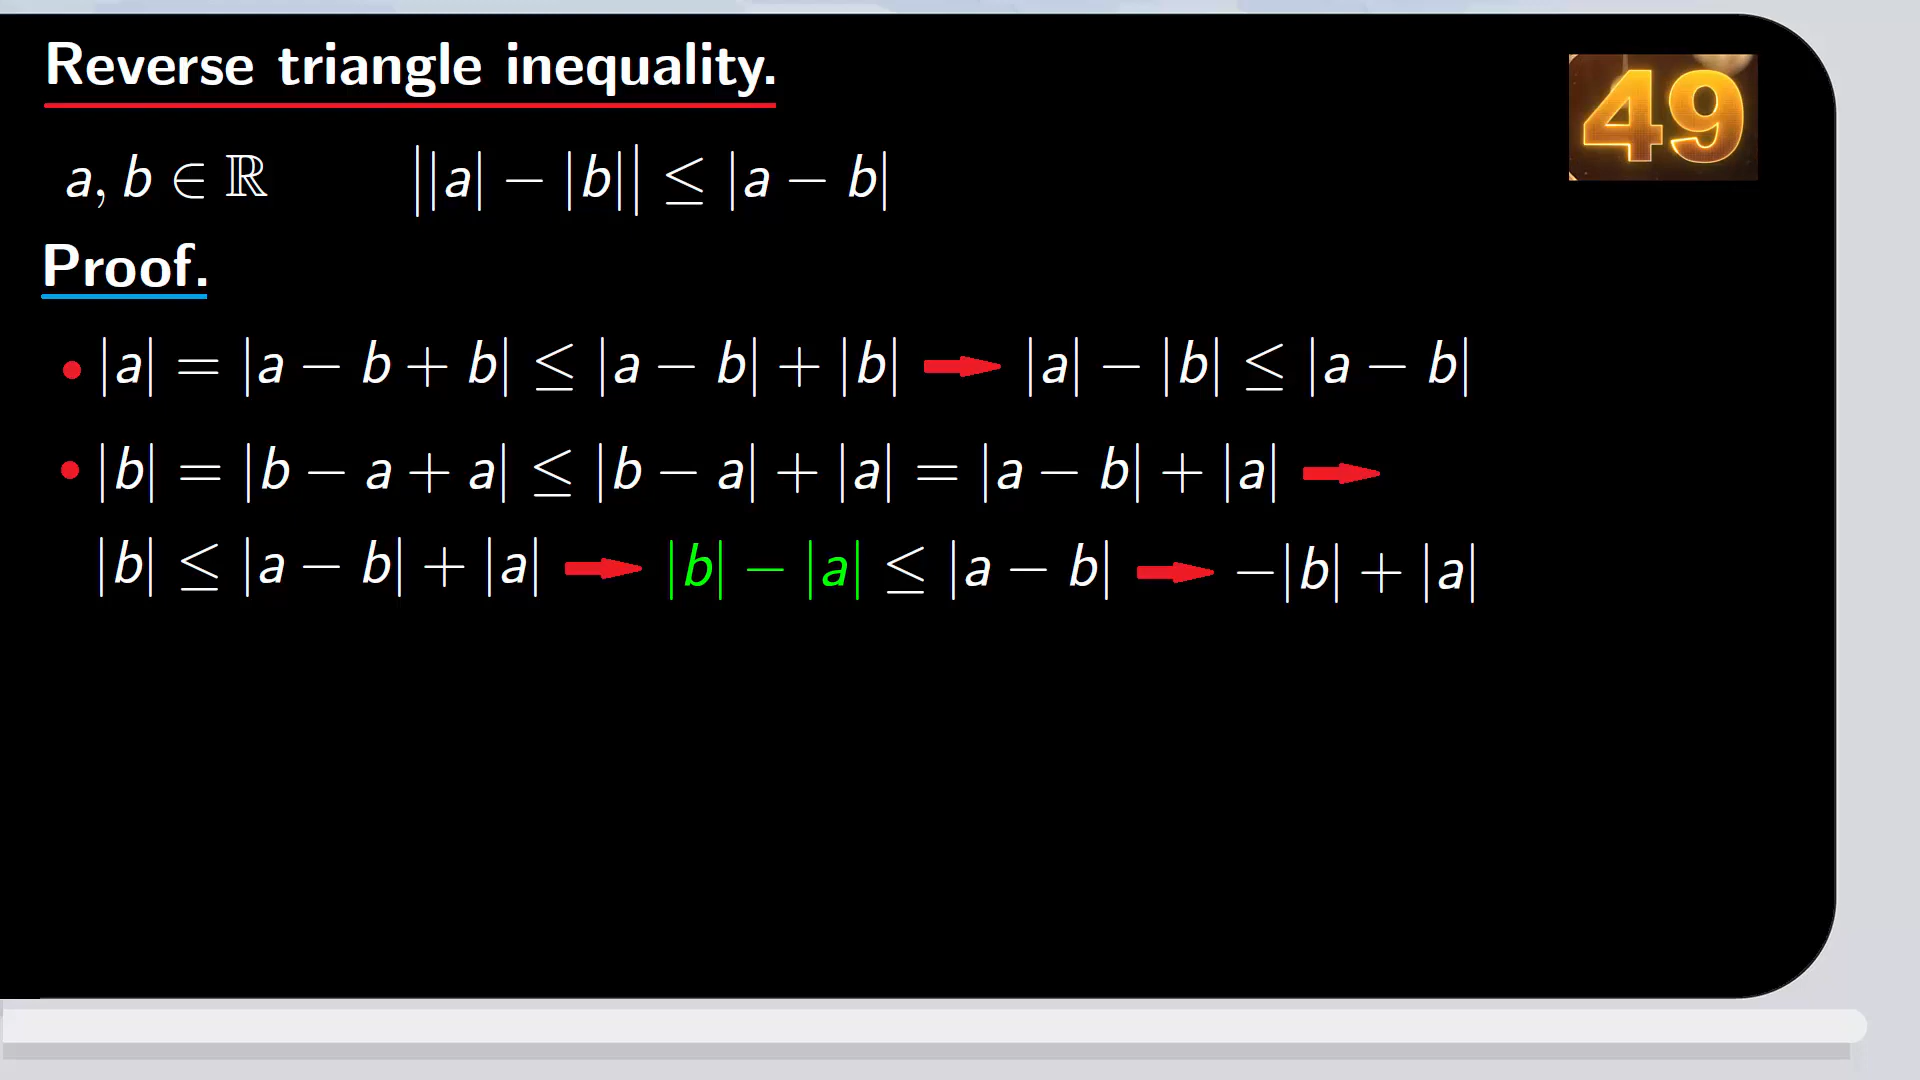 Reverse triangle inequality.
49
a, b ∈ ℝ ||a| − |b|| ≤ |a − b|
Proof.
• |a| = |a − b + b| ≤ |a − b| + |b| ➡ |a| − |b| ≤ |a − b|
• |b| = |b − a + a| ≤ |b − a| + |a| = |a − b| + |a| ➡
|b| ≤ |a − b| + |a| ➡ |b| − |a| ≤ |a − b| ➡ −|b| + |a|